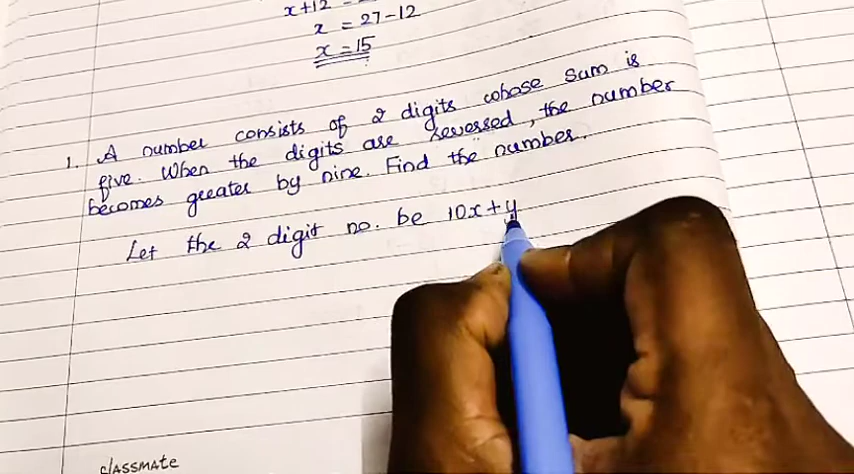 x+12
x = 27-12
x = 15
1. A number consists of 2 digits whose sum is
five. When the digits are reversed, the number
becomes greater by nine. Find the number.
Let the 2 digit no. be 10x+y
classmate